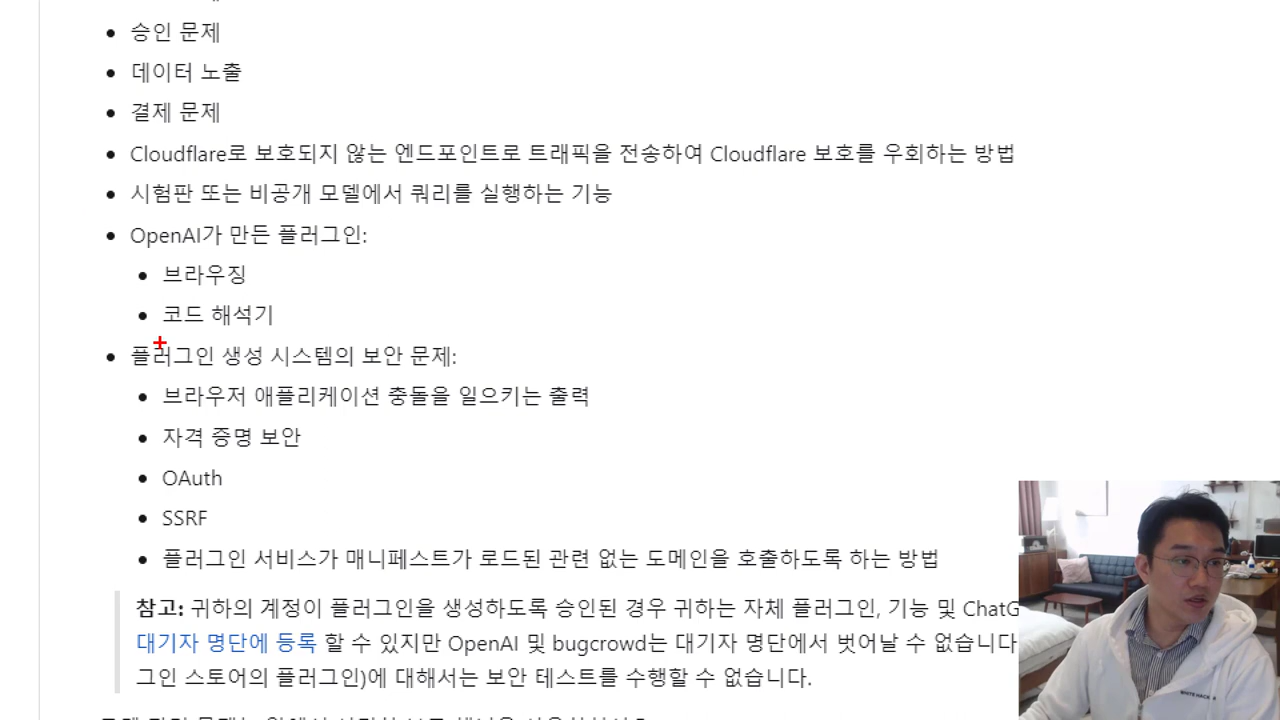 승인 문제
데이터 노출
결제 문제
Cloudflare로 보호되지 않는 엔드포인트로 트래픽을 전송하여 Cloudflare 보호를 우회하는 방법
시험판 또는 비공개 모델에서 쿼리를 실행하는 기능
OpenAI가 만든 플러그인:
브라우징
코드 해석기
플러그인 생성 시스템의 보안 문제:
브라우저 애플리케이션 충돌을 일으키는 출력
자격 증명 보안
OAuth
SSRF
플러그인 서비스가 매니페스트가 로드된 관련 없는 도메인을 호출하도록 하는 방법
참고: 귀하의 계정이 플러그인을 생성하도록 승인된 경우 귀하는 자체 플러그인, 기능 및 ChatG
대기자 명단에 등록 할 수 있지만 OpenAI 및 bugcrowd는 대기자 명단에서 벗어날 수 없습니다
그인 스토어의 플러그인)에 대해서는 보안 테스트를 수행할 수 없습니다.